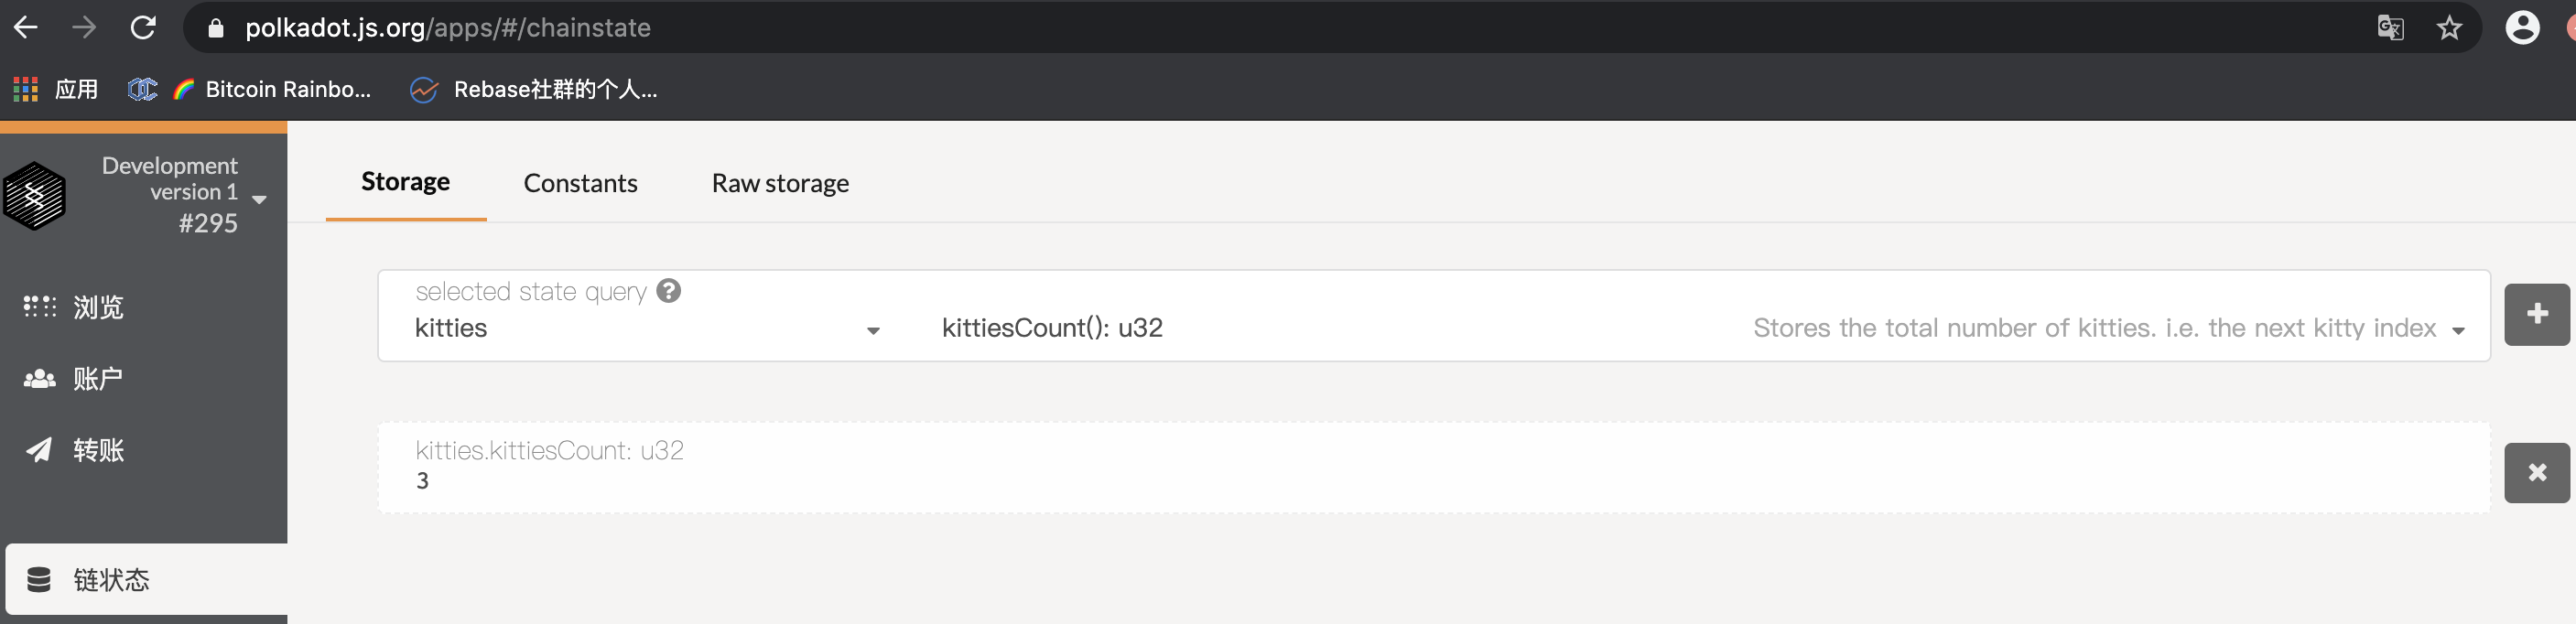 polkadot.js.org/apps/#/chainstate
应用
Bitcoin Rainbo...
Rebase社群的个人...
Development
version 1
#295
浏览
账户
转账
链状态
Storage
Constants
Raw storage
selected state query
kitties
kittiesCount(): u32
Stores the total number of kitties. i.e. the next kitty index
kitties.kittiesCount: u32
3